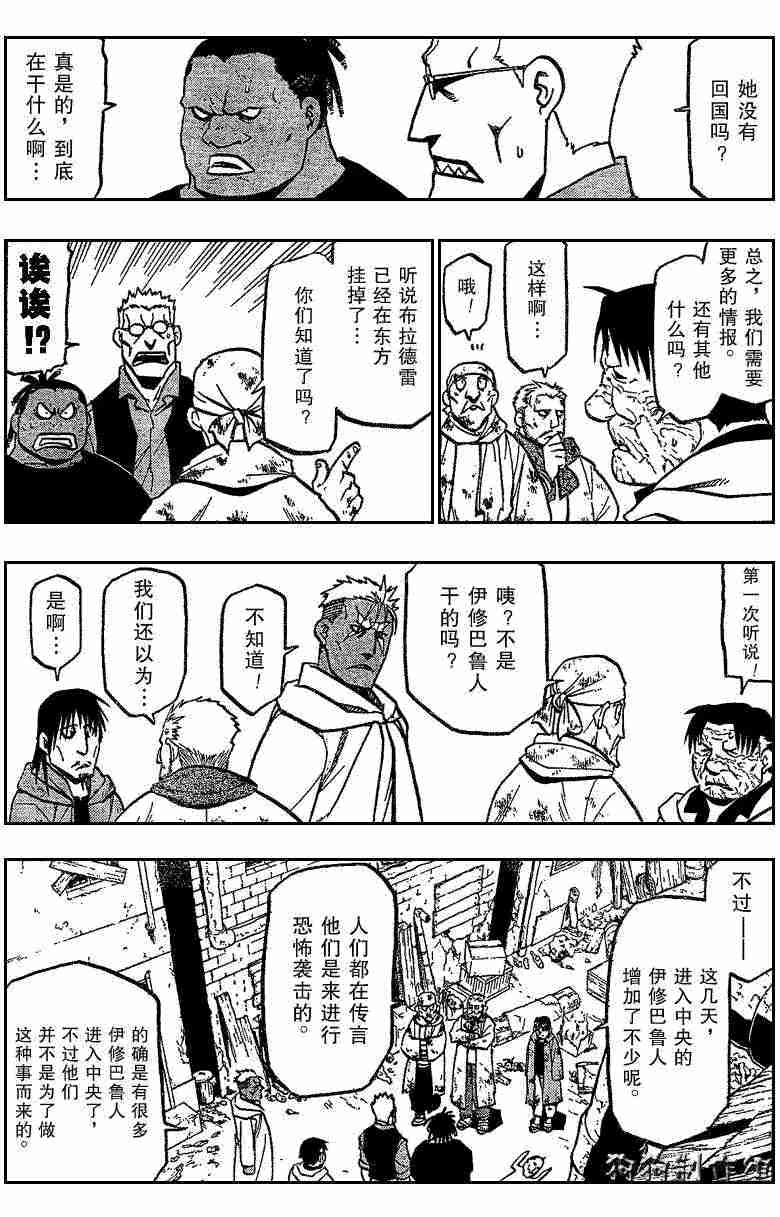 她没有
回国吗？
真是的，到底
在干什么啊…
总之，我们需要
更多的情报。
还有其他
什么吗？
这样啊…
哦！
听说布拉德雷
已经在东方
挂掉了…
你们知道了吗？
诶诶
!?
第一次听说！
咦？不是
伊修巴鲁人
干的吗？
不知道！
我们还以为…
是啊…
不过——
这几天，
进入中央的
伊修巴鲁人
增加了不少呢。
人们都在传言
他们是来进行
恐怖袭击的。
的确是有很多
伊修巴鲁人
进入中央了，
不过他们
并不是为了做
这种事而来的。